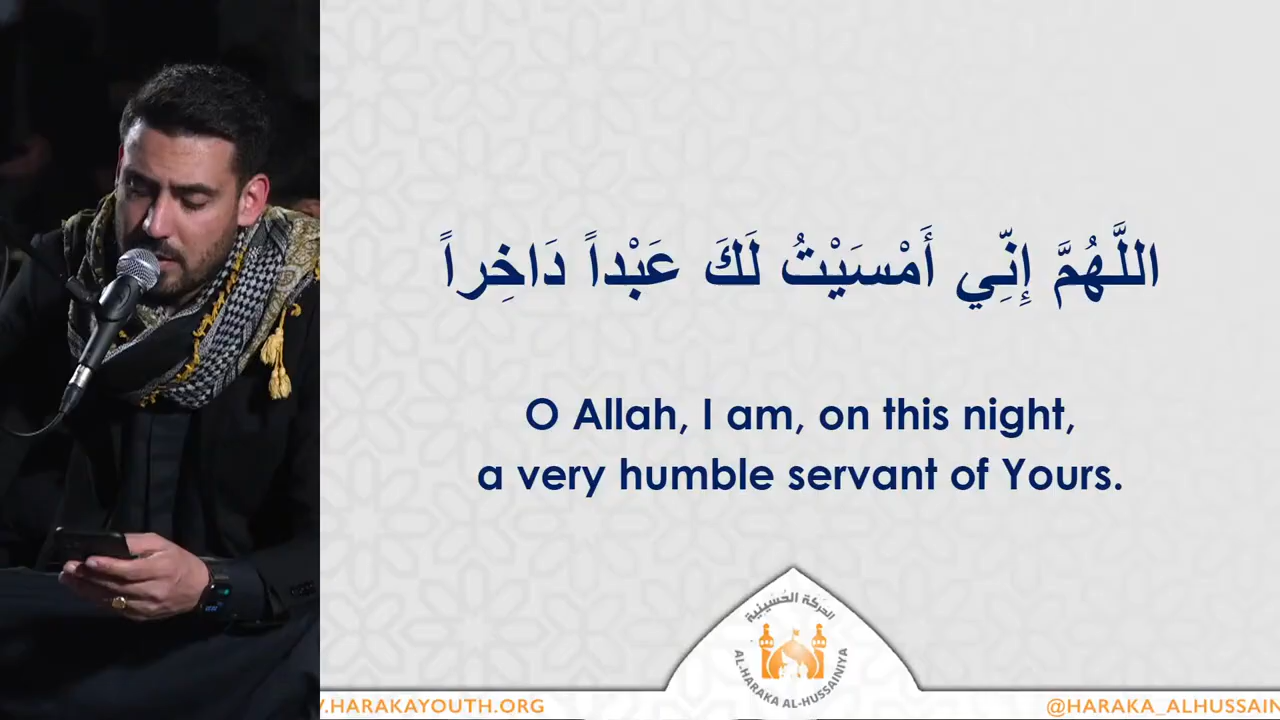 اللَّهُمَّ إِنِّي أَمْسَيْتُ لَكَ عَبْداً دَاخِراً
O Allah, I am, on this night,
a very humble servant of Yours.
الحركة الحسينية
AL-HARAKA AL-HUSSAINIYA
.HARAKAYOUTH.ORG
@HARAKA_ALHUSSAIN